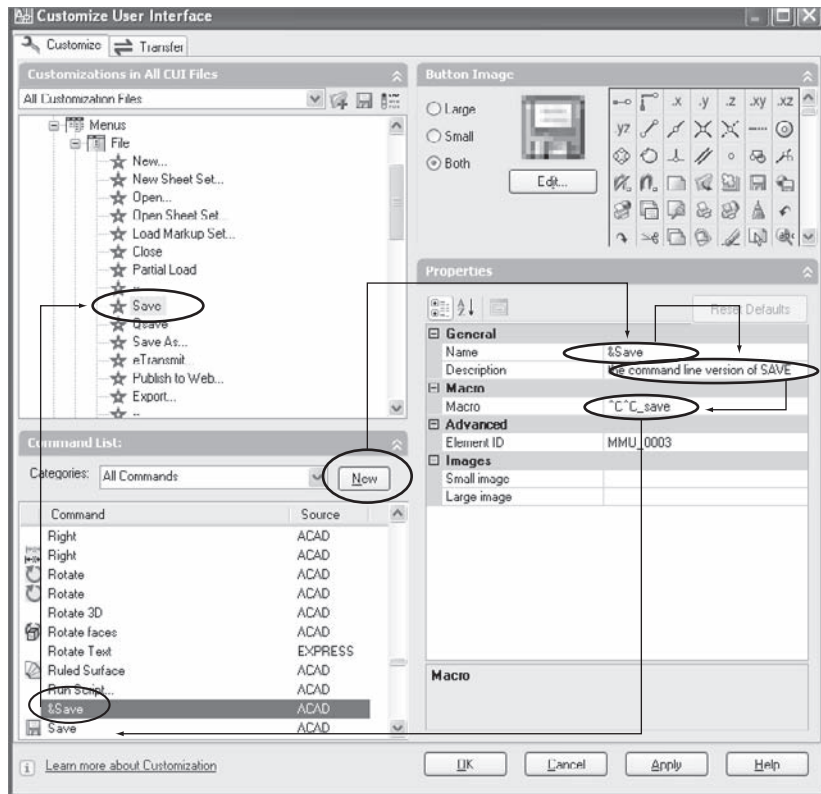 Customize User Interface
Customize Transfer
Customizations in All CUI Files
All Customization Files
Menus
File
New...
New Sheet Set...
Open...
Open Sheet Set...
Load Markup Set...
Close
Partial Load
--
Save
Qsave
Save As...
eTransmit...
Publish to Web...
Export...
--
Command List:
Categories: All Commands New
Command Source
Right ACAD
Right ACAD
Rotate ACAD
Rotate ACAD
Rotate 3D ACAD
Rotate faces ACAD
Rotate Text EXPRESS
Ruled Surface ACAD
Run Script... ACAD
&Save ACAD
Save ACAD
Button Image
Large
Small
Both
Edit...
.x .y .z .xy .xz
.yz
Properties
Reset Defaults
General
Name &Save
Description the command line version of SAVE
Macro
Macro ^C^C_save
Advanced
Element ID MMU_0003
Images
Small image
Large image
Macro
Learn more about Customization
OK Cancel Apply Help